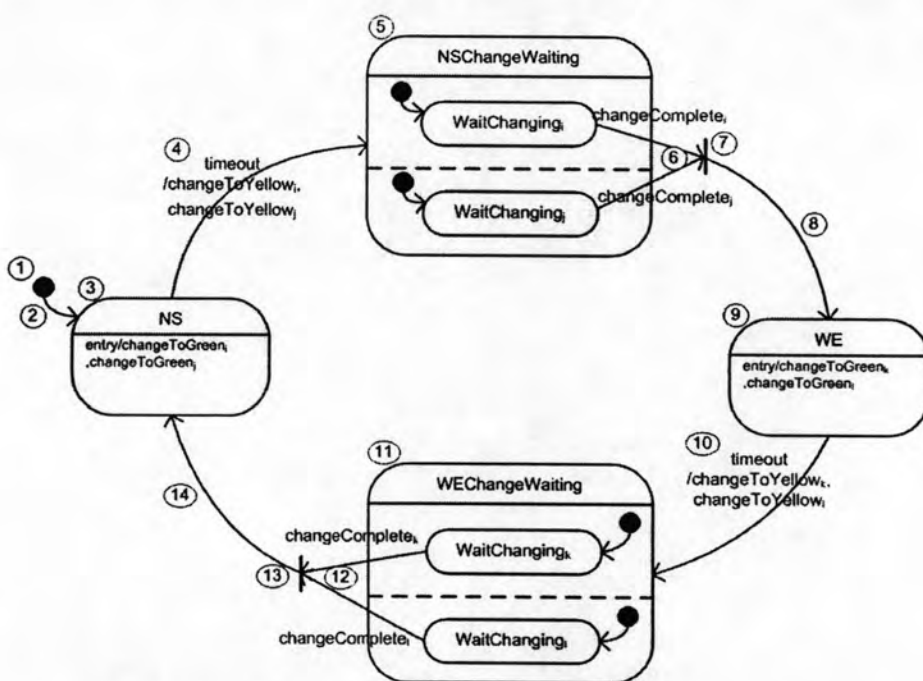 5
NSChangeWaiting
WaitChangingᵢ
changeCompleteᵢ
6
7
WaitChangingⱼ
changeCompleteⱼ
4
timeout
/changeToYellowᵢ,
changeToYellowⱼ
8
1
2
3
NS
entry/changeToGreenᵢ
,changeToGreenⱼ
9
WE
entry/changeToGreenₖ
,changeToGreenₗ
10
timeout
/changeToYellowₖ,
changeToYellowₗ
11
WEChangeWaiting
changeCompleteₖ
WaitChangingₖ
12
13
14
changeCompleteₗ
WaitChangingₗ